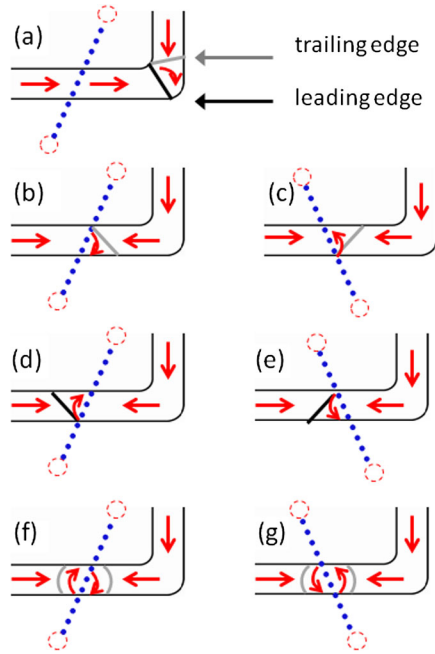 (a)
trailing edge
leading edge
(b) (c)
(d) (e)
(f) (g)